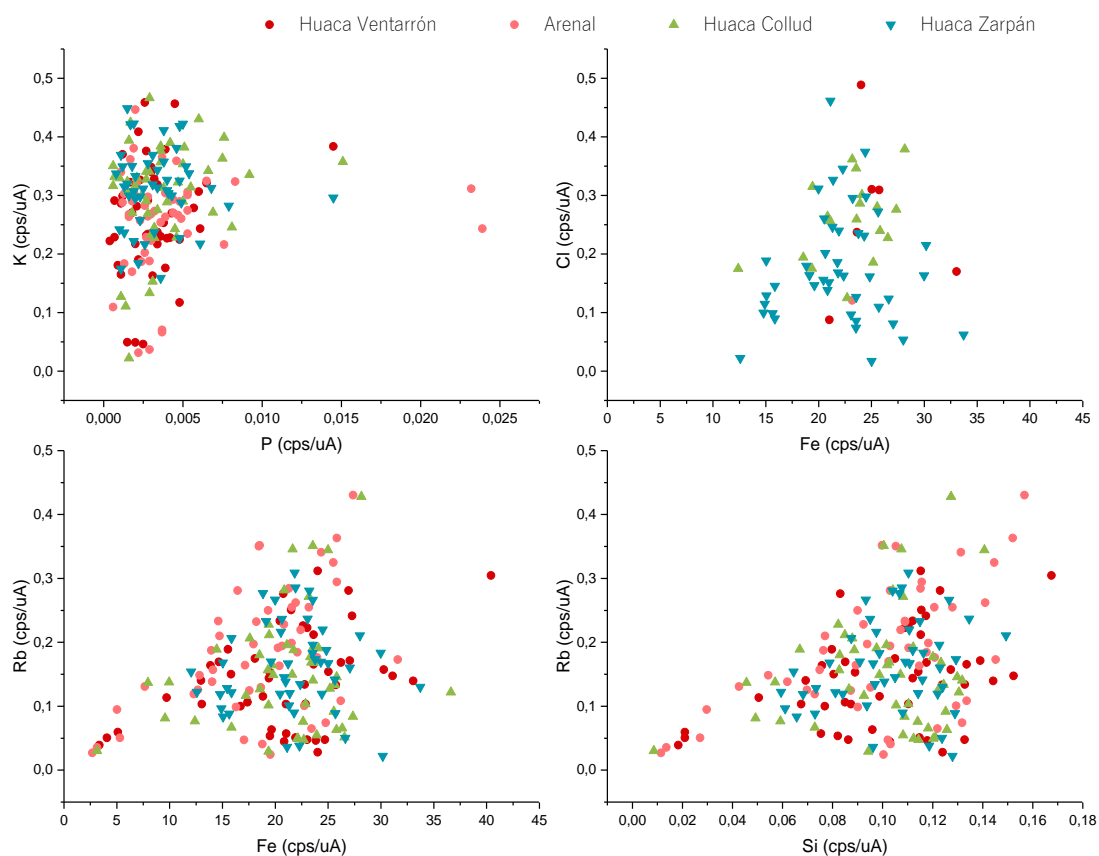 Huaca Ventarrón Arenal Huaca Collud Huaca Zarpán
0,5
0,4
0,3
0,2
0,1
0,0
K (cps/uA)
0,000 0,005 0,010 0,015 0,020 0,025
P (cps/uA)
0,5
0,4
0,3
0,2
0,1
0,0
Cl (cps/uA)
0 5 10 15 20 25 30 35 40 45
Fe (cps/uA)
0,5
0,4
0,3
0,2
0,1
0,0
Rb (cps/uA)
0 5 10 15 20 25 30 35 40 45
Fe (cps/uA)
0,5
0,4
0,3
0,2
0,1
0,0
Rb (cps/uA)
0,00 0,02 0,04 0,06 0,08 0,10 0,12 0,14 0,16 0,18
Si (cps/uA)